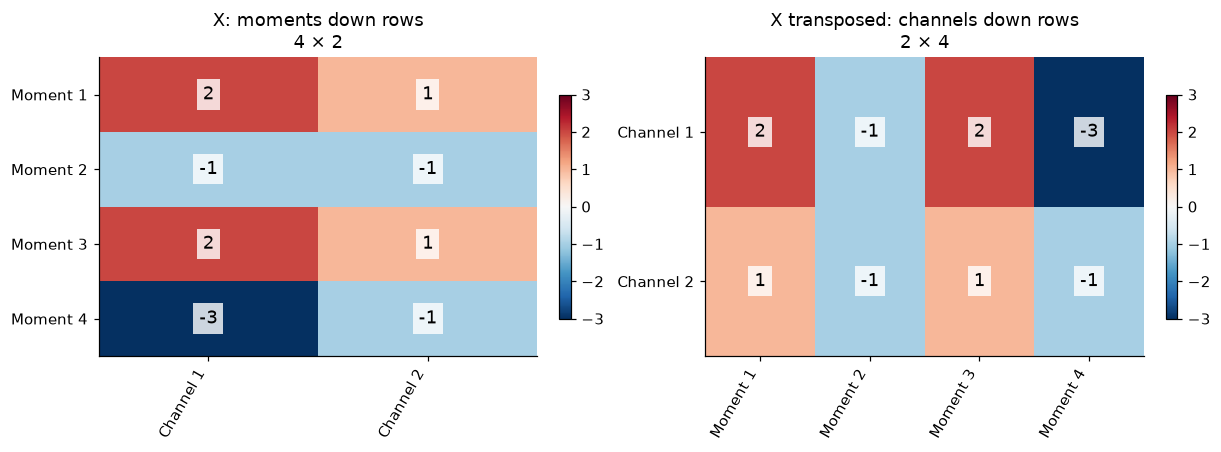 X: moments down rows
4 × 2
Moment 1
2
1
Moment 2
-1
-1
Moment 3
2
1
Moment 4
-3
-1
Channel 1
Channel 2
3
2
1
0
−1
−2
−3
X transposed: channels down rows
2 × 4
Channel 1
2
-1
2
-3
Channel 2
1
-1
1
-1
Moment 1
Moment 2
Moment 3
Moment 4
3
2
1
0
−1
−2
−3